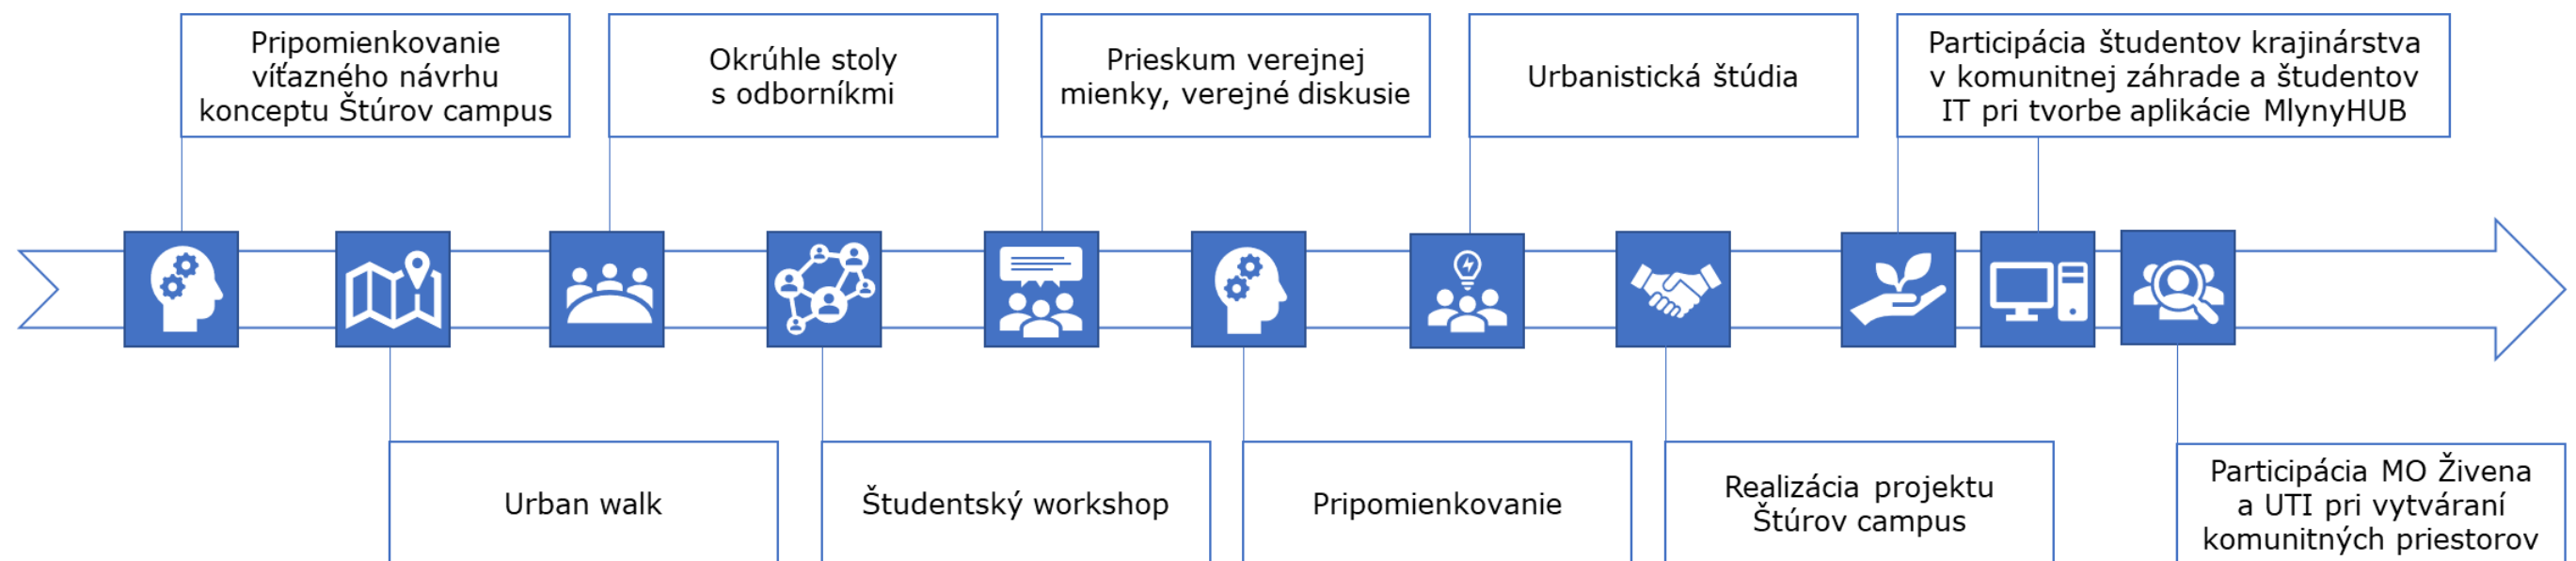 Pripomienkovanie
víťazného návrhu
konceptu Štúrov campus
Okrúhle stoly
s odborníkmi
Prieskum verejnej
mienky, verejné diskusie
Urbanistická štúdia
Participácia študentov krajinárstva
v komunitnej záhrade a študentov
IT pri tvorbe aplikácie MlynyHUB
Urban walk
Študentský workshop
Pripomienkovanie
Realizácia projektu
Štúrov campus
Participácia MO Živena
a UTI pri vytváraní
komunitných priestorov